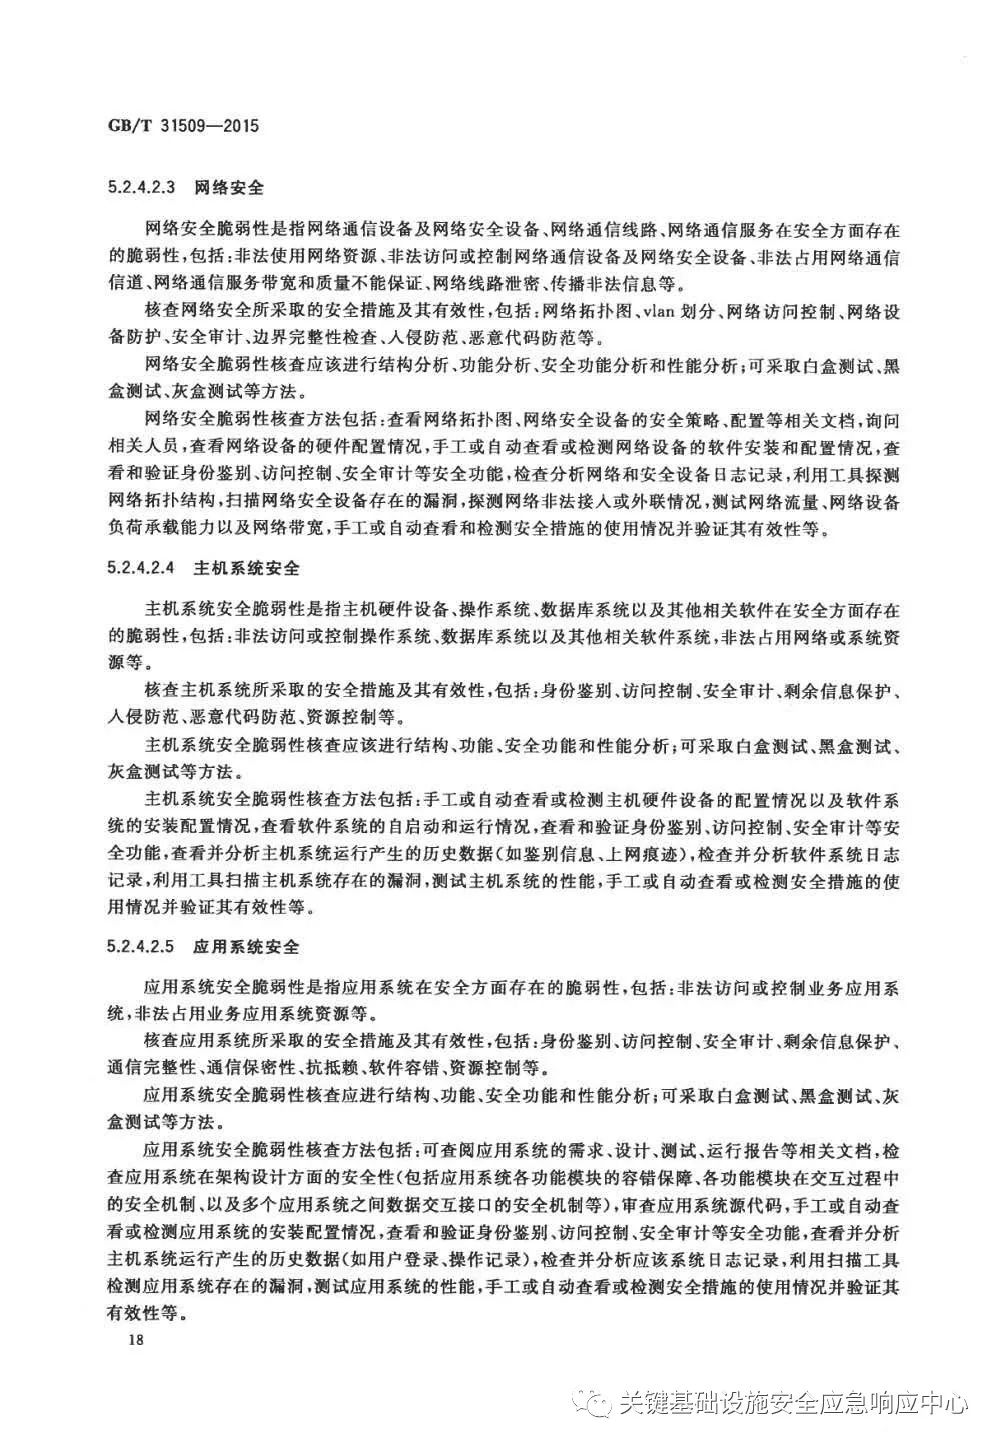 GB/T 31509—2015
5.2.4.2.3 网络安全
网络安全脆弱性是指网络通信设备及网络安全设备、网络通信线路、网络通信服务在安全方面存在
的脆弱性,包括:非法使用网络资源、非法访问或控制网络通信设备及网络安全设备、非法占用网络通信
信道、网络通信服务带宽和质量不能保证、网络线路泄密、传播非法信息等。
核查网络安全所采取的安全措施及其有效性,包括:网络拓扑图、vlan 划分、网络访问控制、网络设
备防护、安全审计、边界完整性检查、入侵防范、恶意代码防范等。
网络安全脆弱性核查应该进行结构分析、功能分析、安全功能分析和性能分析;可采取白盒测试、黑
盒测试、灰盒测试等方法。
网络安全脆弱性核查方法包括:查看网络拓扑图、网络安全设备的安全策略、配置等相关文档,询问
相关人员,查看网络设备的硬件配置情况,手工或自动查看或检测网络设备的软件安装和配置情况,查
看和验证身份鉴别、访问控制、安全审计等安全功能,检查分析网络和安全设备日志记录,利用工具探测
网络拓扑结构,扫描网络安全设备存在的漏洞,探测网络非法接入或外联情况,测试网络流量、网络设备
负荷承载能力以及网络带宽,手工或自动查看和检测安全措施的使用情况并验证其有效性等。
5.2.4.2.4 主机系统安全
主机系统安全脆弱性是指主机硬件设备、操作系统、数据库系统以及其他相关软件在安全方面存在
的脆弱性,包括:非法访问或控制操作系统、数据库系统以及其他相关软件系统,非法占用网络或系统资
源等。
核查主机系统所采取的安全措施及其有效性,包括:身份鉴别、访问控制、安全审计、剩余信息保护、
入侵防范、恶意代码防范、资源控制等。
主机系统安全脆弱性核查应该进行结构、功能、安全功能和性能分析;可采取白盒测试、黑盒测试、
灰盒测试等方法。
主机系统安全脆弱性核查方法包括:手工或自动查看或检测主机硬件设备的配置情况以及软件系
统的安装配置情况,查看软件系统的自启动和运行情况,查看和验证身份鉴别、访问控制、安全审计等安
全功能,查看并分析主机系统运行产生的历史数据(如鉴别信息、上网痕迹),检查并分析软件系统日志
记录,利用工具扫描主机系统存在的漏洞,测试主机系统的性能,手工或自动查看或检测安全措施的使
用情况并验证其有效性等。
5.2.4.2.5 应用系统安全
应用系统安全脆弱性是指应用系统在安全方面存在的脆弱性,包括:非法访问或控制业务应用系
统,非法占用业务应用系统资源等。
核查应用系统所采取的安全措施及其有效性,包括:身份鉴别、访问控制、安全审计、剩余信息保护、
通信完整性、通信保密性、抗抵赖、软件容错、资源控制等。
应用系统安全脆弱性核查应进行结构、功能、安全功能和性能分析;可采取白盒测试、黑盒测试、灰
盒测试等方法。
应用系统安全脆弱性核查方法包括:可查阅应用系统的需求、设计、测试、运行报告等相关文档,检
查应用系统在架构设计方面的安全性(包括应用系统各功能模块的容错保障、各功能模块在交互过程中
的安全机制、以及多个应用系统之间数据交互接口的安全机制等),审查应用系统源代码,手工或自动查
看或检测应用系统的安装配置情况,查看和验证身份鉴别、访问控制、安全审计等安全功能,查看并分析
主机系统运行产生的历史数据(如用户登录、操作记录),检查并分析应该系统日志记录,利用扫描工具
检测应用系统存在的漏洞,测试应用系统的性能,手工或自动查看或检测安全措施的使用情况并验证其
有效性等。
18
关键基础设施安全应急响应中心